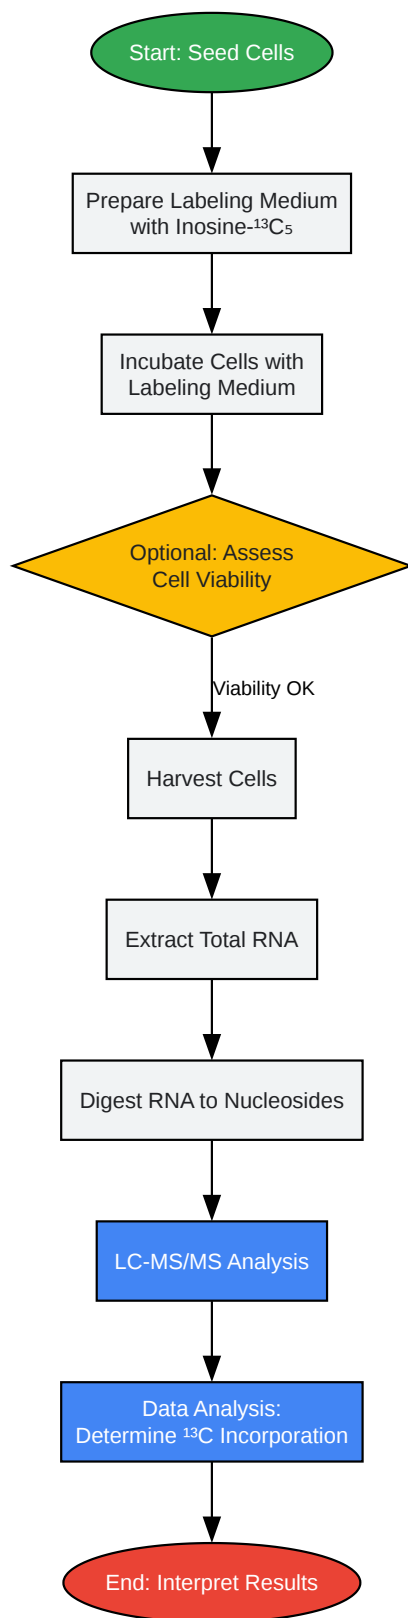 Start: Seed Cells
Prepare Labeling Medium
with Inosine-¹³C₅
Incubate Cells with
Labeling Medium
Optional: Assess
Cell Viability
Viability OK
Harvest Cells
Extract Total RNA
Digest RNA to Nucleosides
LC-MS/MS Analysis
Data Analysis:
Determine ¹³C Incorporation
End: Interpret Results